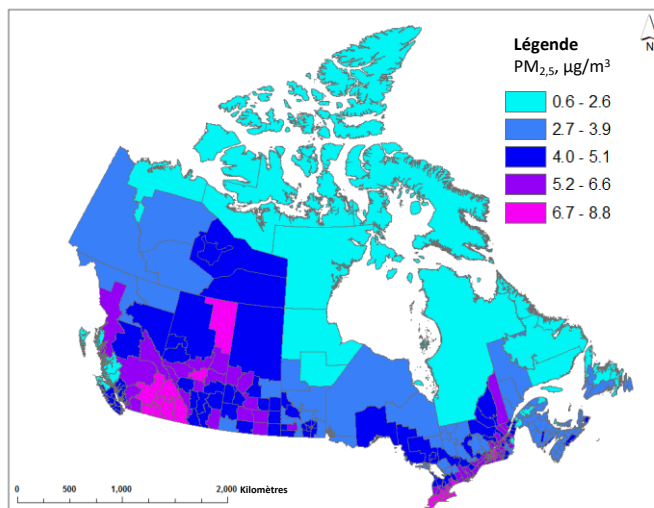 Légende
PM2,5, µg/m³
0.6 - 2.6
2.7 - 3.9
4.0 - 5.1
5.2 - 6.6
6.7 - 8.8
N
0 500 1,000 2,000 Kilomètres